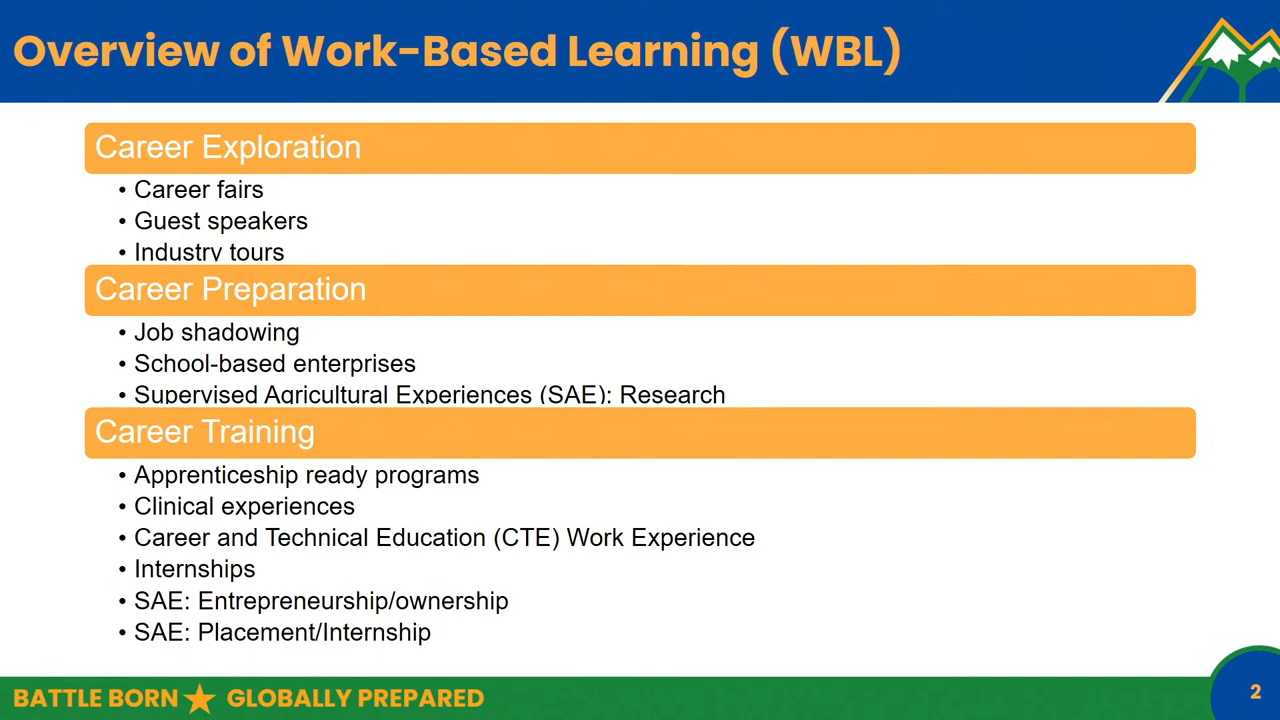 Overview of Work-Based Learning (WBL)
Career Exploration
• Career fairs
• Guest speakers
• Industry tours
Career Preparation
• Job shadowing
• School-based enterprises
• Supervised Agricultural Experiences (SAE): Research
Career Training
• Apprenticeship ready programs
• Clinical experiences
• Career and Technical Education (CTE) Work Experience
• Internships
• SAE: Entrepreneurship/ownership
• SAE: Placement/Internship
BATTLE BORN ★ GLOBALLY PREPARED
2